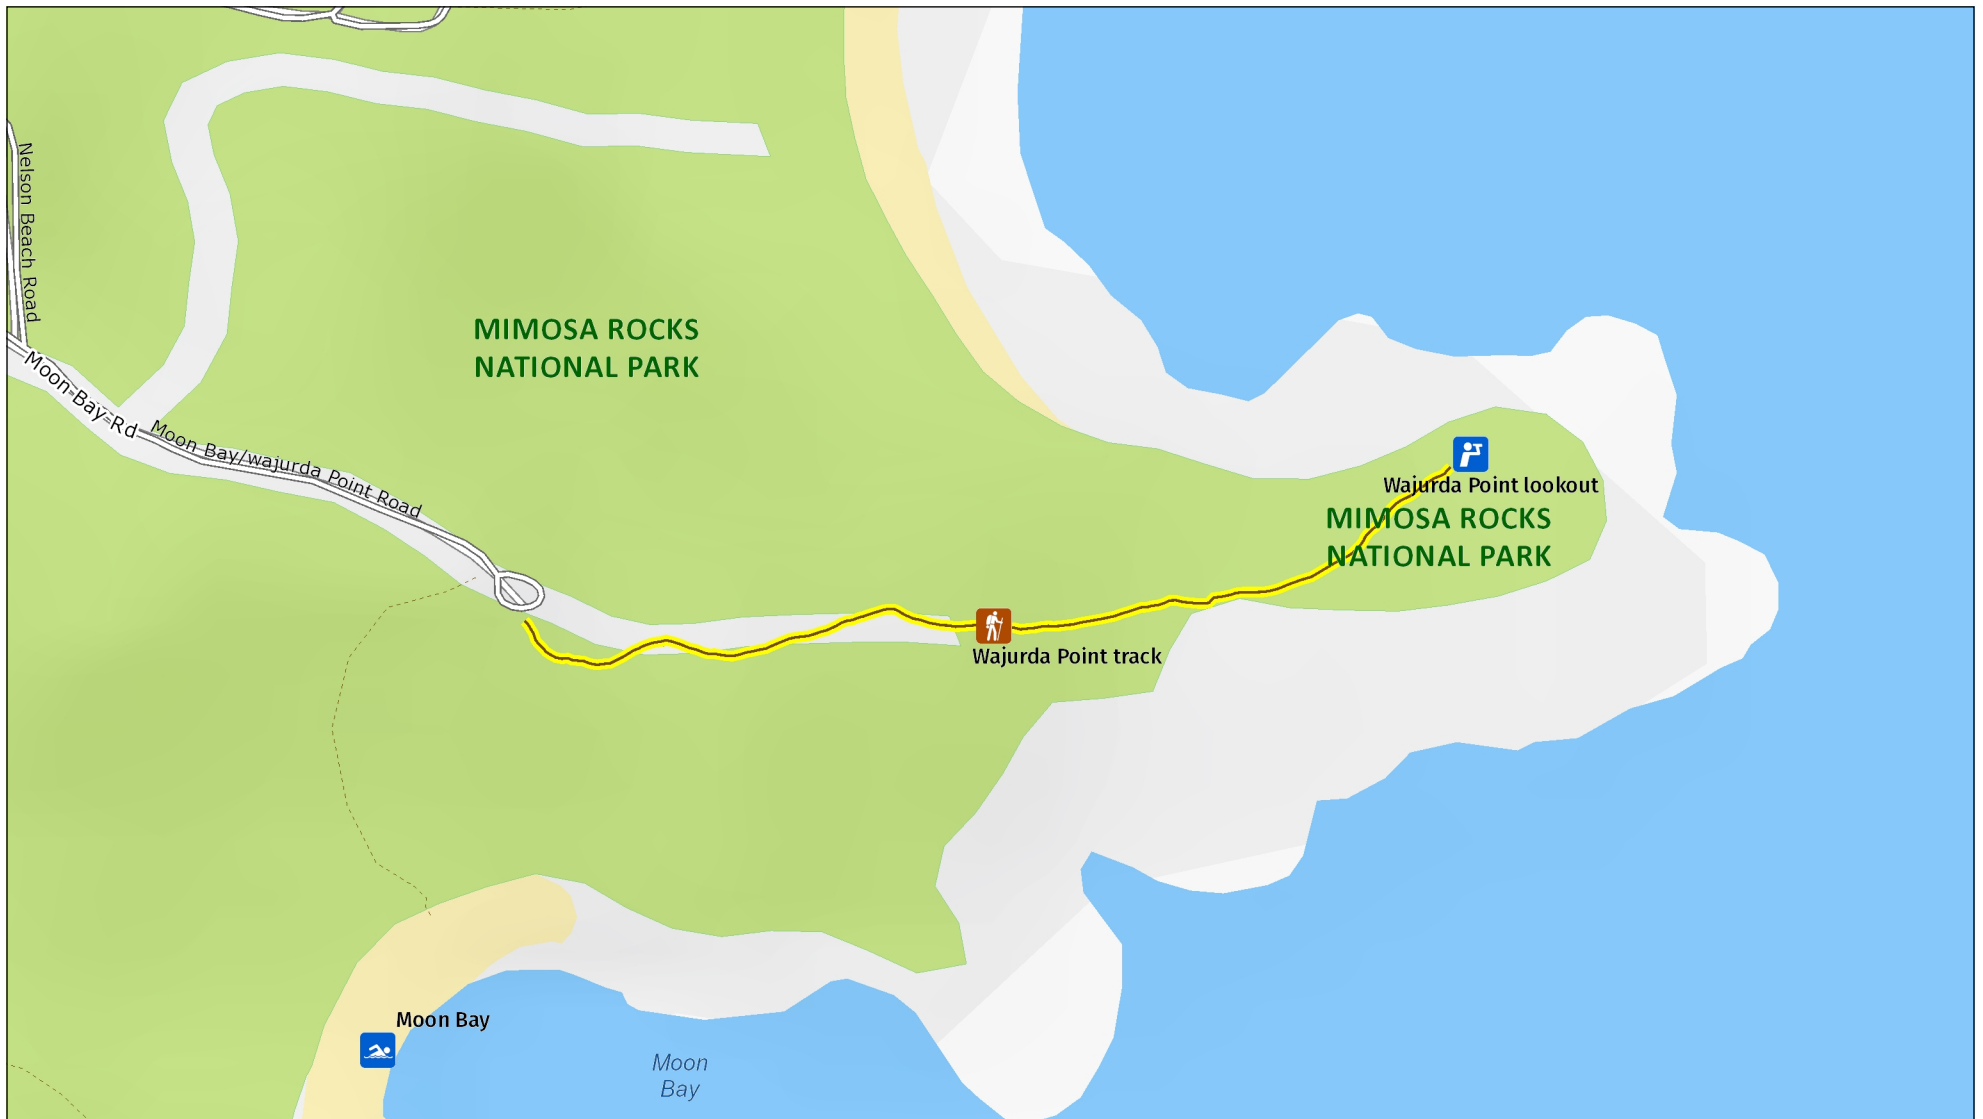 Nelson Beach Road
MIMOSA ROCKS
NATIONAL PARK
Moon Bay Rd
Moon Bay/wajurda Point Road
Wajurda Point lookout
MIMOSA ROCKS
NATIONAL PARK
Wajurda Point track
Moon Bay
Moon
Bay